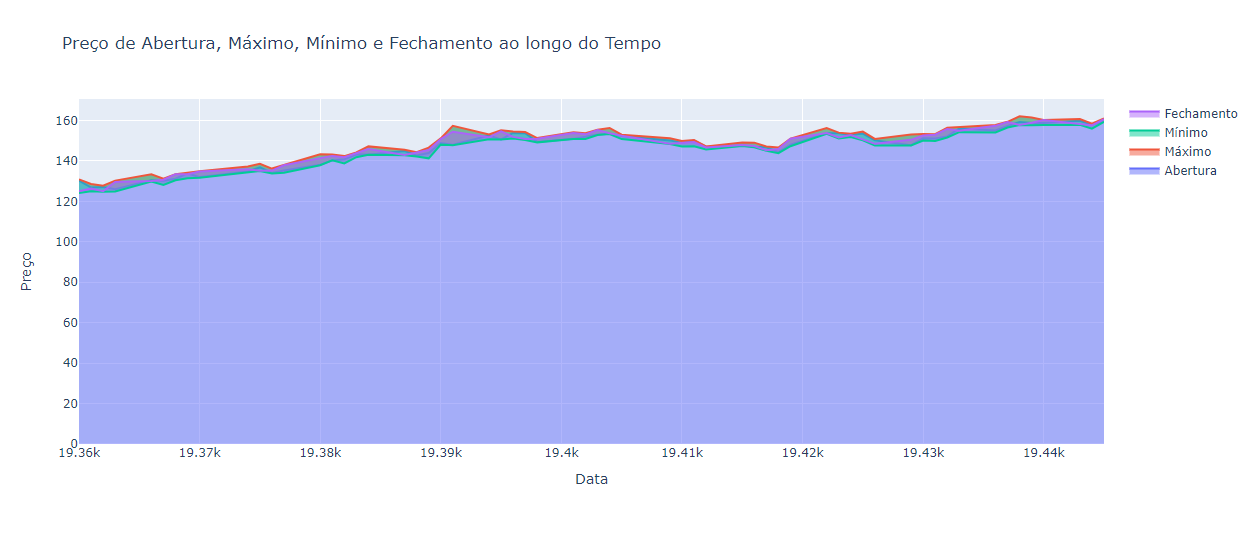 Preço de Abertura, Máximo, Mínimo e Fechamento ao longo do Tempo
Fechamento
Mínimo
Máximo
Abertura
Preço
160
140
120
100
80
60
40
20
0
19.36k
19.37k
19.38k
19.39k
19.4k
19.41k
19.42k
19.43k
19.44k
Data